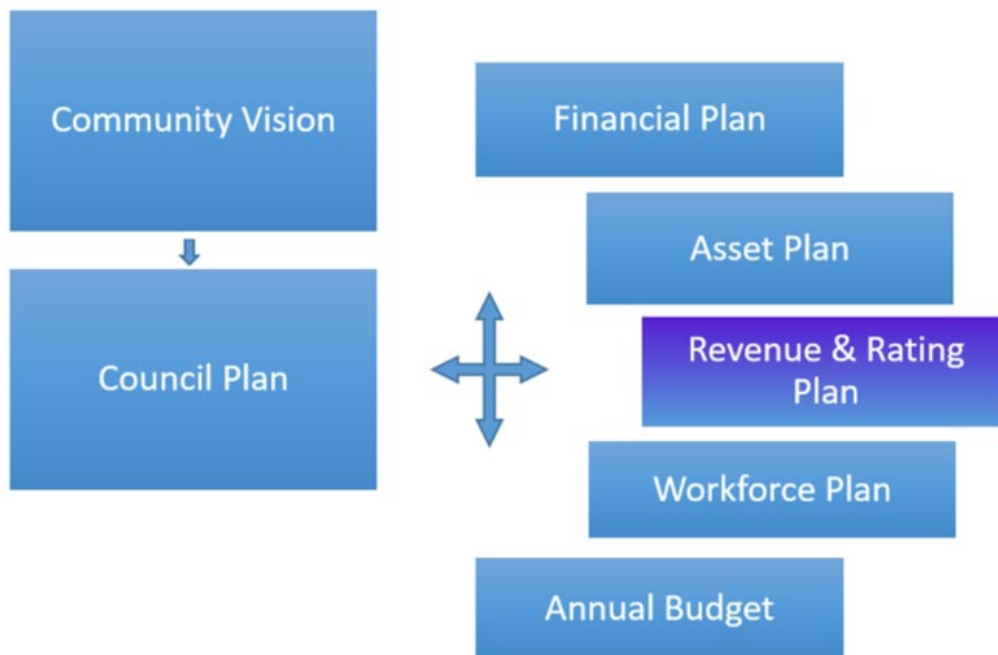 Community Vision
Council Plan
Financial Plan
Asset Plan
Revenue & Rating
Plan
Workforce Plan
Annual Budget